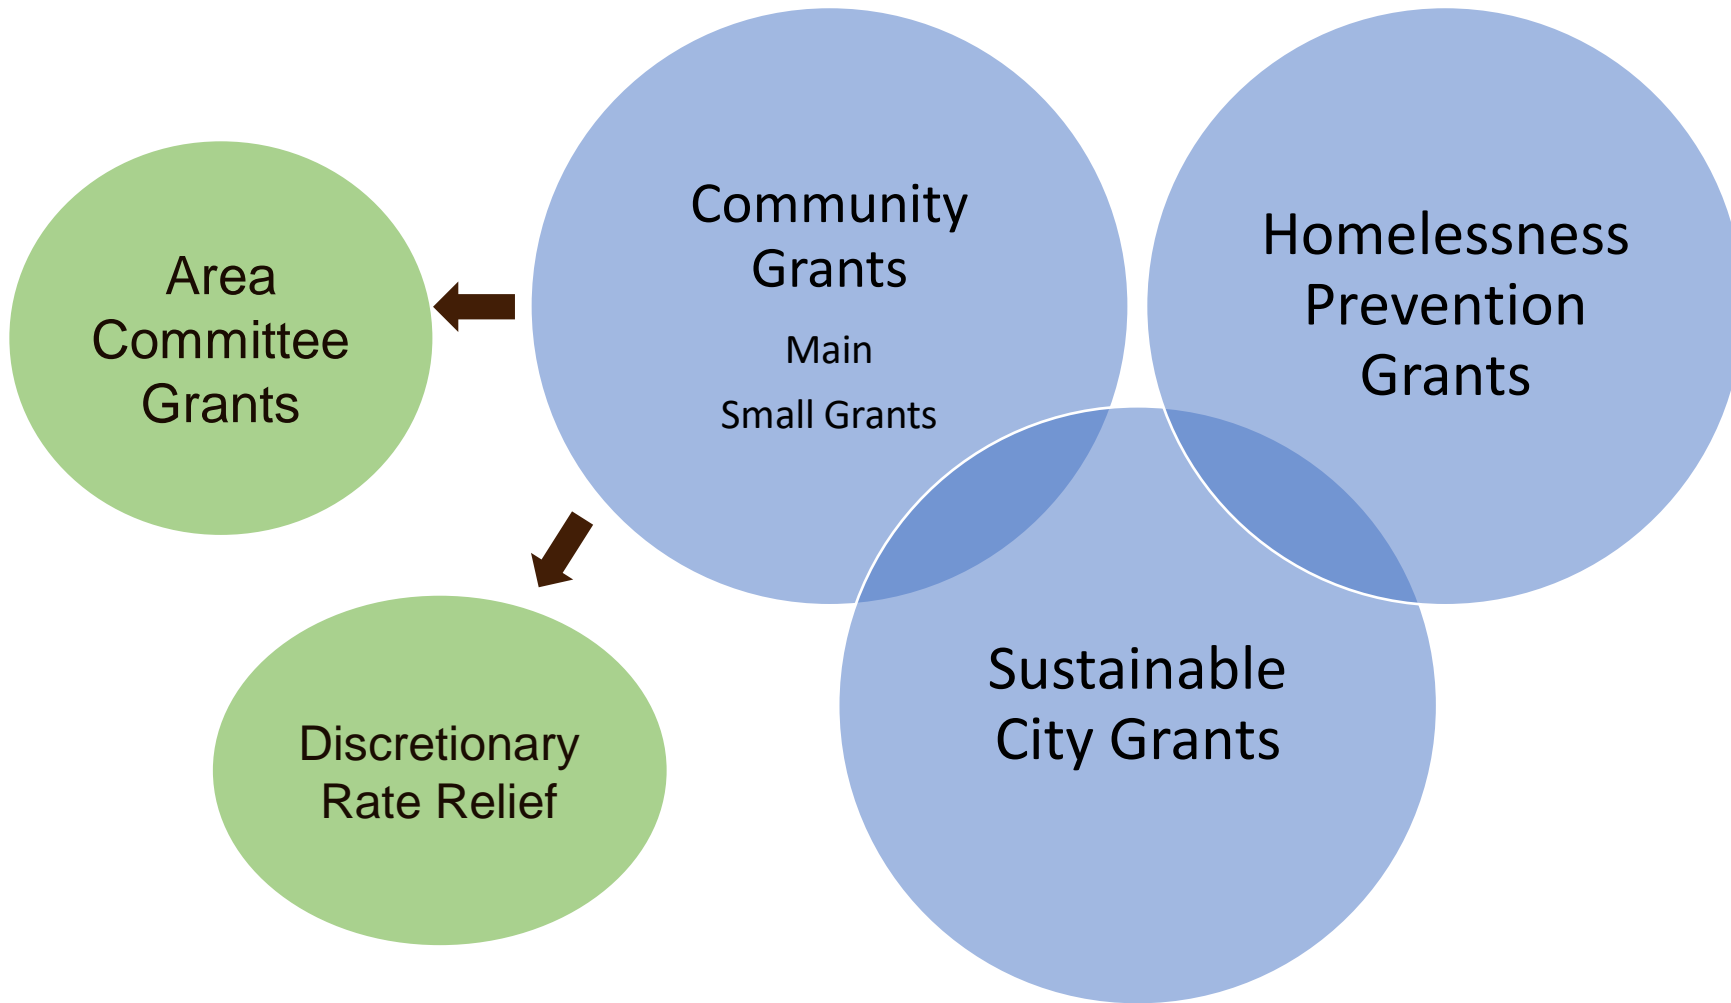 Community
Grants
Main
Small Grants
Homelessness
Prevention
Grants
Area
Committee
Grants
Sustainable
City Grants
Discretionary
Rate Relief